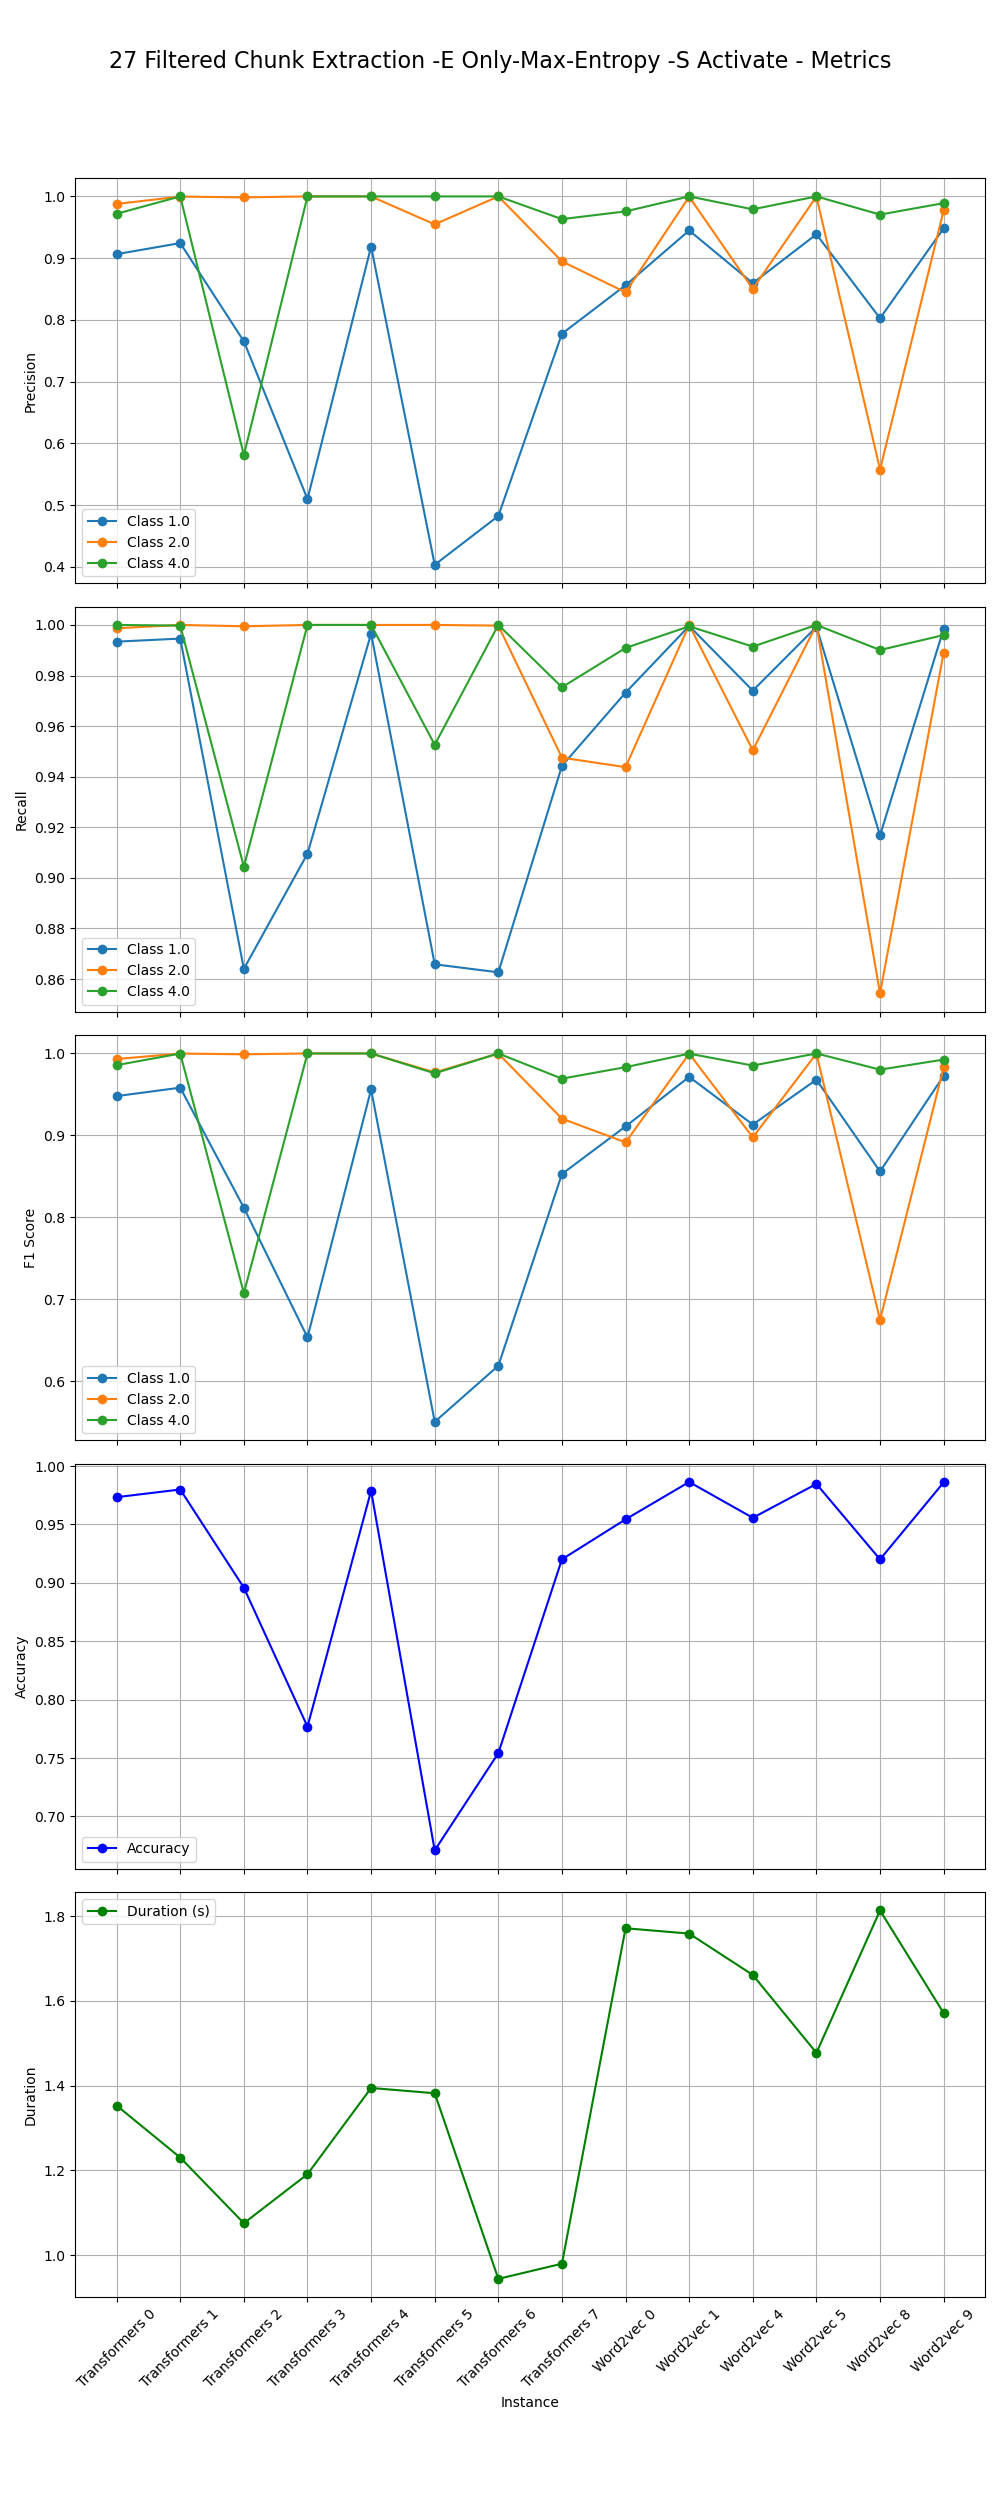 27 Filtered Chunk Extraction -E Only-Max-Entropy -S Activate - Metrics
1.0
0.9
0.8
0.7
0.6
0.5
0.4
Precision
Class 1.0
Class 2.0
Class 4.0
1.00
0.98
0.96
0.94
0.92
0.90
0.88
0.86
Recall
Class 1.0
Class 2.0
Class 4.0
1.0
0.9
0.8
0.7
0.6
F1 Score
Class 1.0
Class 2.0
Class 4.0
1.00
0.95
0.90
0.85
0.80
0.75
0.70
Accuracy
Accuracy
Duration (s)
1.8
1.6
1.4
1.2
1.0
Duration
Transformers 0
Transformers 1
Transformers 2
Transformers 3
Transformers 4
Transformers 5
Transformers 6
Transformers 7
Word2vec 0
Word2vec 1
Word2vec 4
Word2vec 5
Word2vec 8
Word2vec 9
Instance